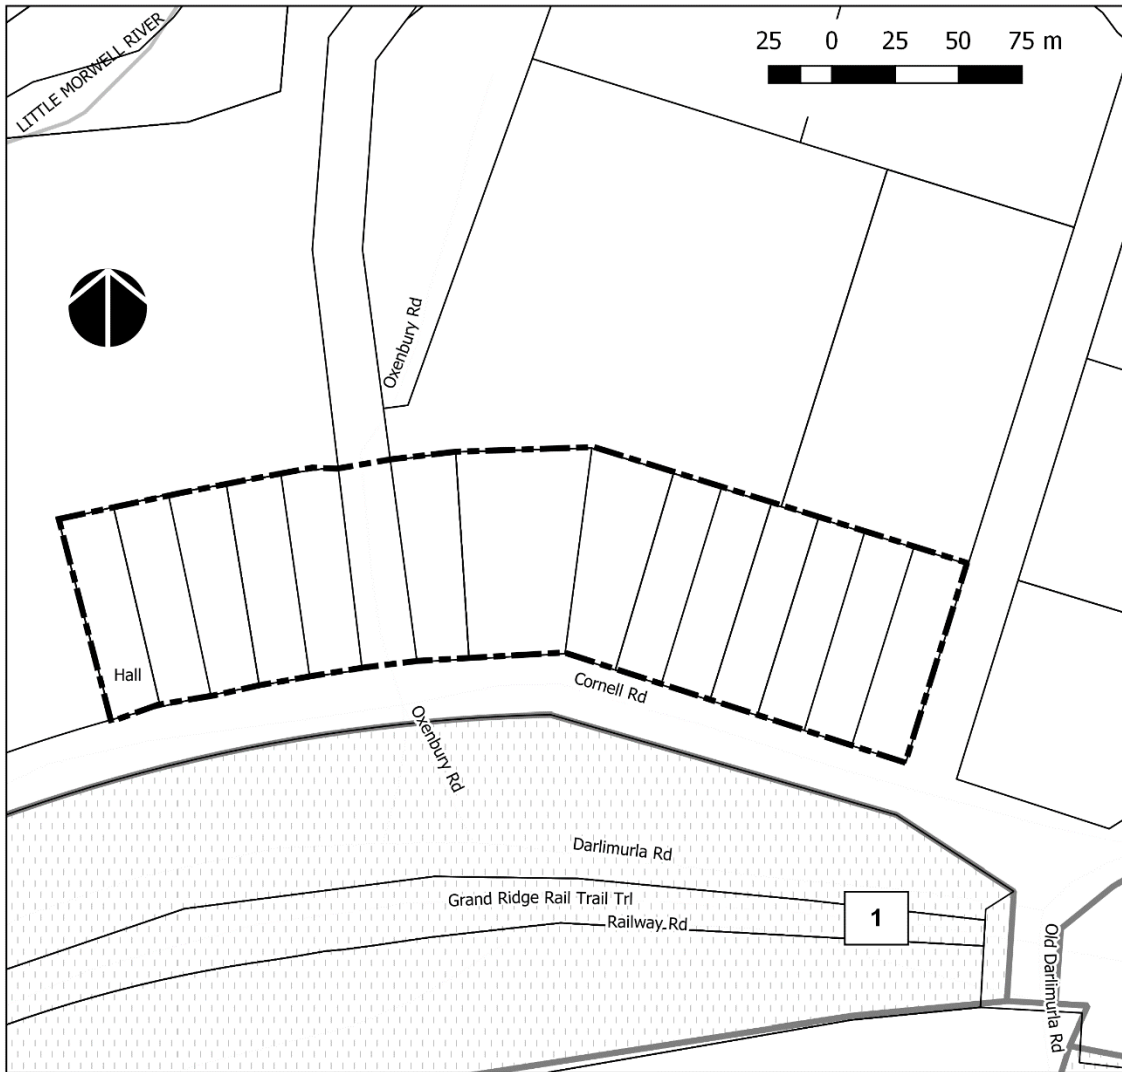 LITTLE MORWELL RIVER
25 0 25 50 75 m
Oxenbury Rd
Hall
Cornell Rd
Oxenbury Rd
Darlimurla Rd
Grand Ridge Rail Trail Trl
Railway Rd
1
Old Darlimurla Rd